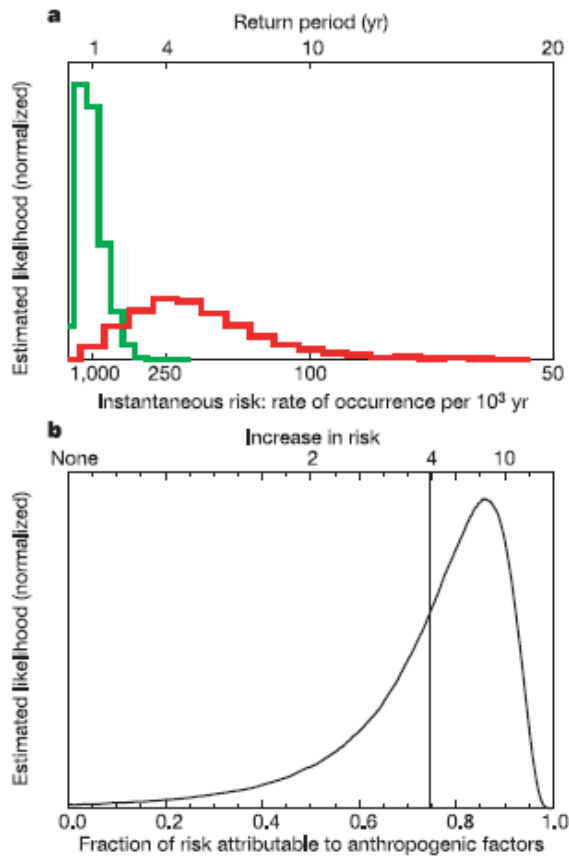 a
Return period (yr)
1 4 10 20
Estimated likelihood (normalized)
1,000 250 100 50
Instantaneous risk: rate of occurrence per 10³ yr
b
Increase in risk
None 2 4 10
Estimated likelihood (normalized)
0.0 0.2 0.4 0.6 0.8 1.0
Fraction of risk attributable to anthropogenic factors